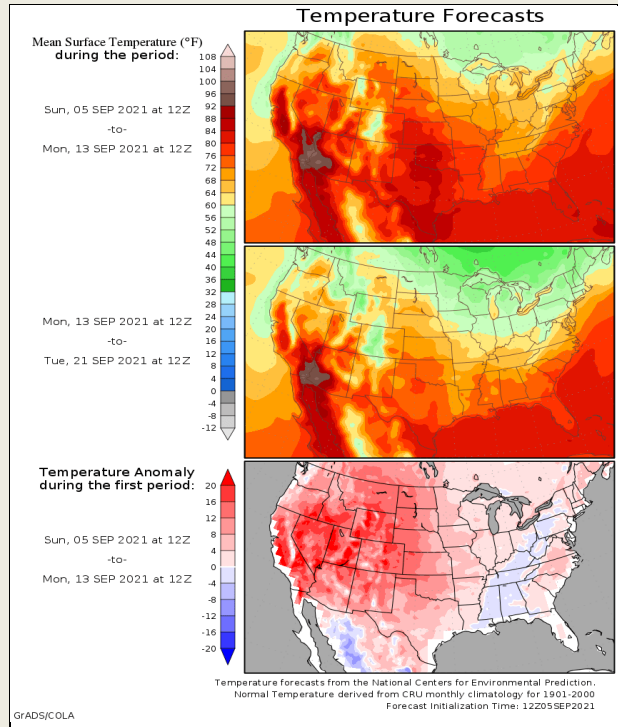 Temperature Forecasts
Mean Surface Temperature (°F)
during the period:
Sun, 05 SEP 2021 at 12Z
-to-
Mon, 13 SEP 2021 at 12Z
108
104
100
96
92
88
84
80
76
72
68
64
60
56
52
48
44
40
36
32
28
24
20
16
12
8
4
0
-4
-8
-12
Mon, 13 SEP 2021 at 12Z
-to-
Tue, 21 SEP 2021 at 12Z
Temperature Anomaly
during the first period:
Sun, 05 SEP 2021 at 12Z
-to-
Mon, 13 SEP 2021 at 12Z
20
16
12
8
4
0
-4
-8
-12
-16
-20
Temperature forecasts from the National Centers for Environmental Prediction.
Normal Temperature derived from CRU monthly climatology for 1901-2000
Forecast Initialization Time: 12Z05SEP2021
GrADS/COLA